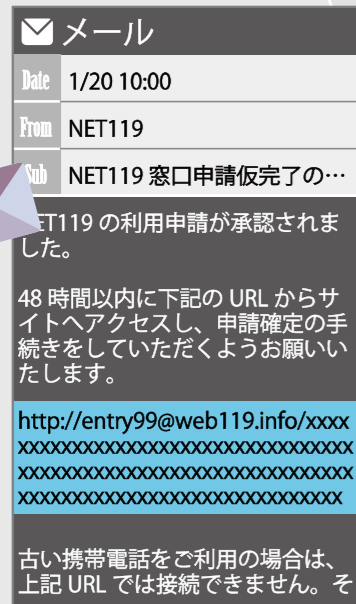 メール
Date 1/20 10:00
From NET119
Sub NET119 窓口申請仮完了の…
ET119 の利用申請が承認されま
した。
48 時間以内に下記の URL からサ
イトへアクセスし、申請確定の手
続きをしていただくようお願いい
たします。
http://entry99@web119.info/xxxx
xxxxxxxxxxxxxxxxxxxxxxxxxxxxxxx
xxxxxxxxxxxxxxxxxxxxxxxxxxxxxxx
xxxxxxxxxxxxxxxxxxxxxxxxxxxxxx
古い携帯電話をご利用の場合は、
上記 URL では接続できません。そ